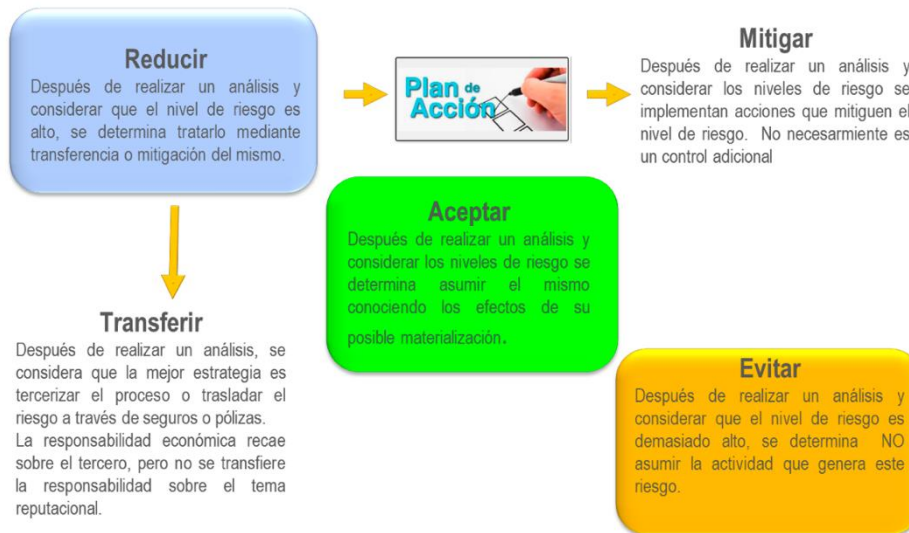 Reducir
Después de realizar un análisis y
considerar que el nivel de riesgo es
alto, se determina tratarlo mediante
transferencia o mitigación del mismo.
Plan de
Acción
Mitigar
Después de realizar un análisis y
considerar los niveles de riesgo se
implementan acciones que mitiguen el
nivel de riesgo. No necesarmiente es
un control adicional
Aceptar
Después de realizar un análisis y
considerar los niveles de riesgo se
determina asumir el mismo
conociendo los efectos de su
posible materialización.
Transferir
Después de realizar un análisis, se
considera que la mejor estrategia es
tercerizar el proceso o trasladar el
riesgo a través de seguros o pólizas.
La responsabilidad económica recae
sobre el tercero, pero no se transfiere
la responsabilidad sobre el tema
reputacional.
Evitar
Después de realizar un análisis y
considerar que el nivel de riesgo es
demasiado alto, se determina NO
asumir la actividad que genera este
riesgo.